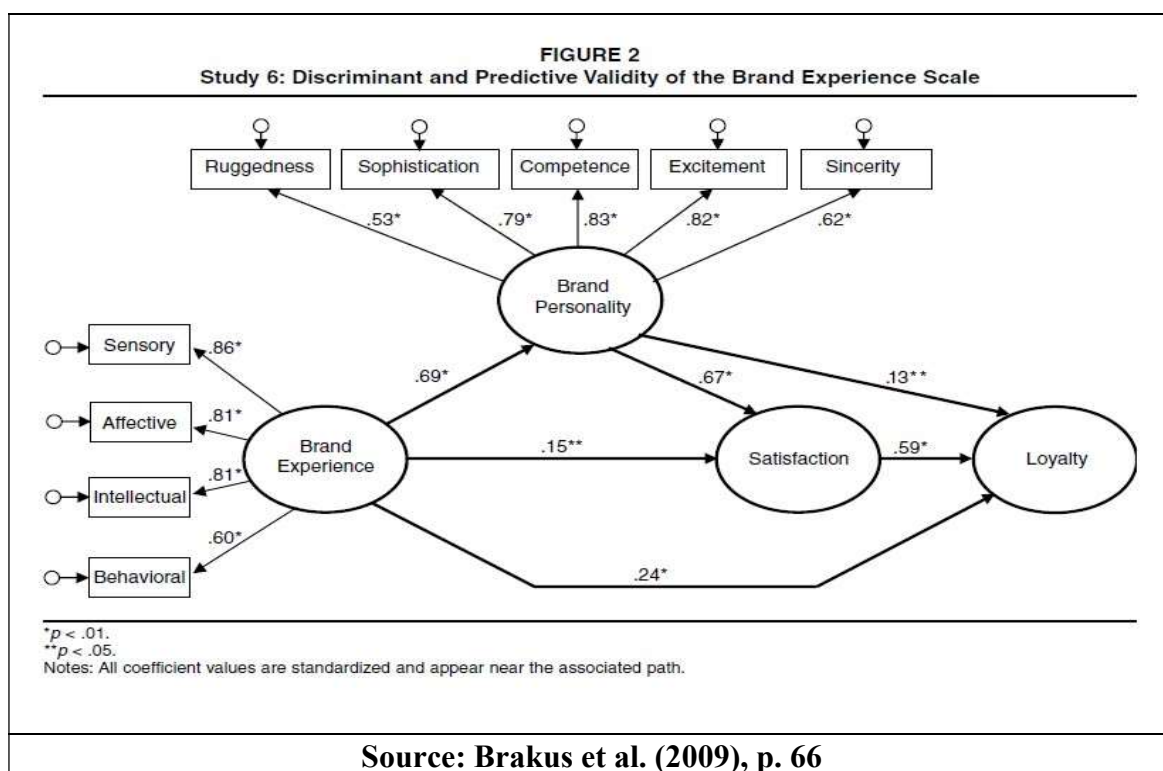 FIGURE 2
Study 6: Discriminant and Predictive Validity of the Brand Experience Scale
Ruggedness
Sophistication
Competence
Excitement
Sincerity
.53*
.79*
.83*
.82*
.62*
Brand
Personality
Sensory
.86*
.69*
.67*
.13**
Affective
.81*
Brand
Experience
.15**
Satisfaction
.59*
Loyalty
.81*
Intellectual
.60*
Behavioral
.24*
*p < .01.
**p < .05.
Notes: All coefficient values are standardized and appear near the associated path.
Source: Brakus et al. (2009), p. 66